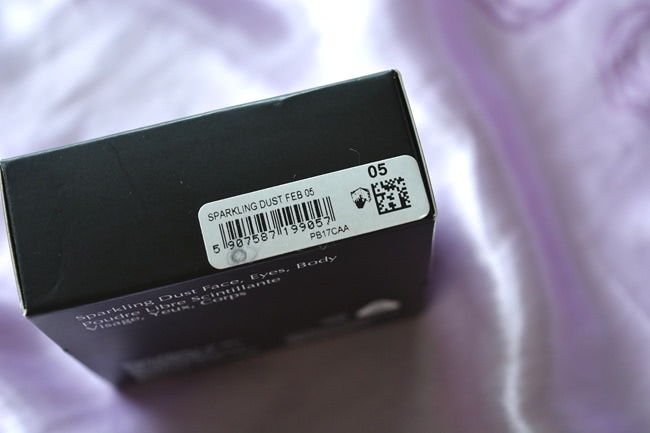 05
SPARKLING DUST FEB 05
5 907587 199057
PB17CAA
Sparkling Dust Face, Eyes, Body
Poudre Libre Scintillante
Visage, Yeux, Corps